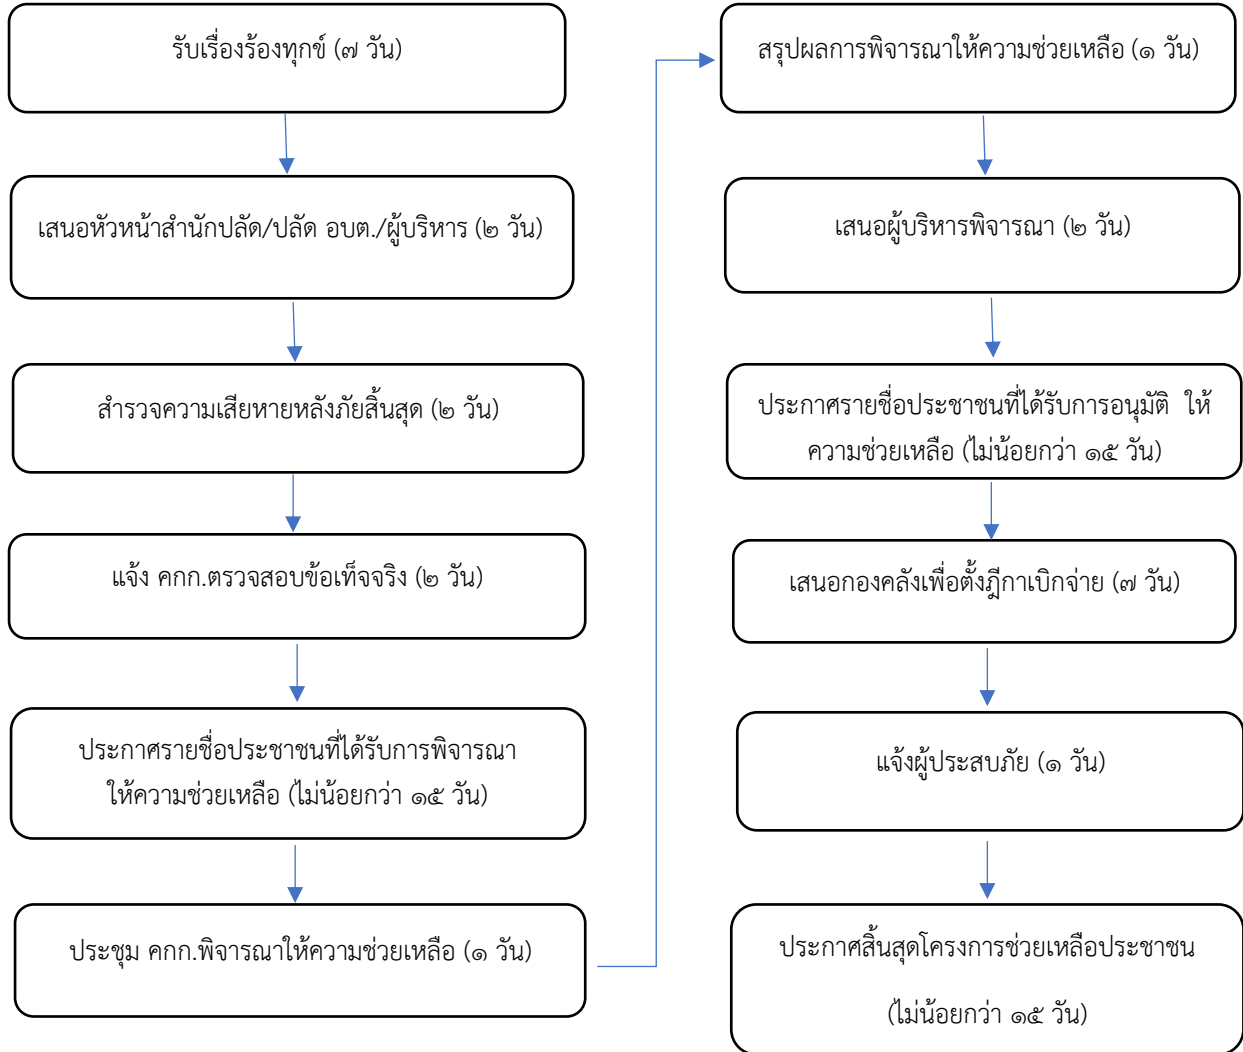 รับเรื่องร้องทุกข์ (๗ วัน)
เสนอหัวหน้าสำนักปลัด/ปลัด อบต./ผู้บริหาร (๒ วัน)
สำรวจความเสียหายหลังภัยสิ้นสุด (๒ วัน)
แจ้ง คกก.ตรวจสอบข้อเท็จจริง (๒ วัน)
ประกาศรายชื่อประชาชนที่ได้รับการพิจารณา
ให้ความช่วยเหลือ (ไม่น้อยกว่า ๑๕ วัน)
ประชุม คกก.พิจารณาให้ความช่วยเหลือ (๑ วัน)
สรุปผลการพิจารณาให้ความช่วยเหลือ (๑ วัน)
เสนอผู้บริหารพิจารณา (๒ วัน)
ประกาศรายชื่อประชาชนที่ได้รับการอนุมัติ ให้
ความช่วยเหลือ (ไม่น้อยกว่า ๑๕ วัน)
เสนอกองคลังเพื่อตั้งฎีกาเบิกจ่าย (๗ วัน)
แจ้งผู้ประสบภัย (๑ วัน)
ประกาศสิ้นสุดโครงการช่วยเหลือประชาชน
(ไม่น้อยกว่า ๑๕ วัน)